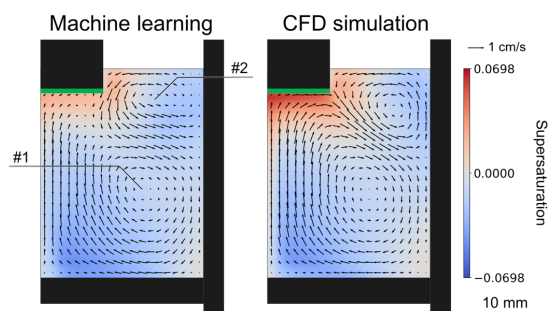 Machine learning
CFD simulation
1 cm/s
#2
0.0698
#1
0.0000
Supersaturation
−0.0698
10 mm